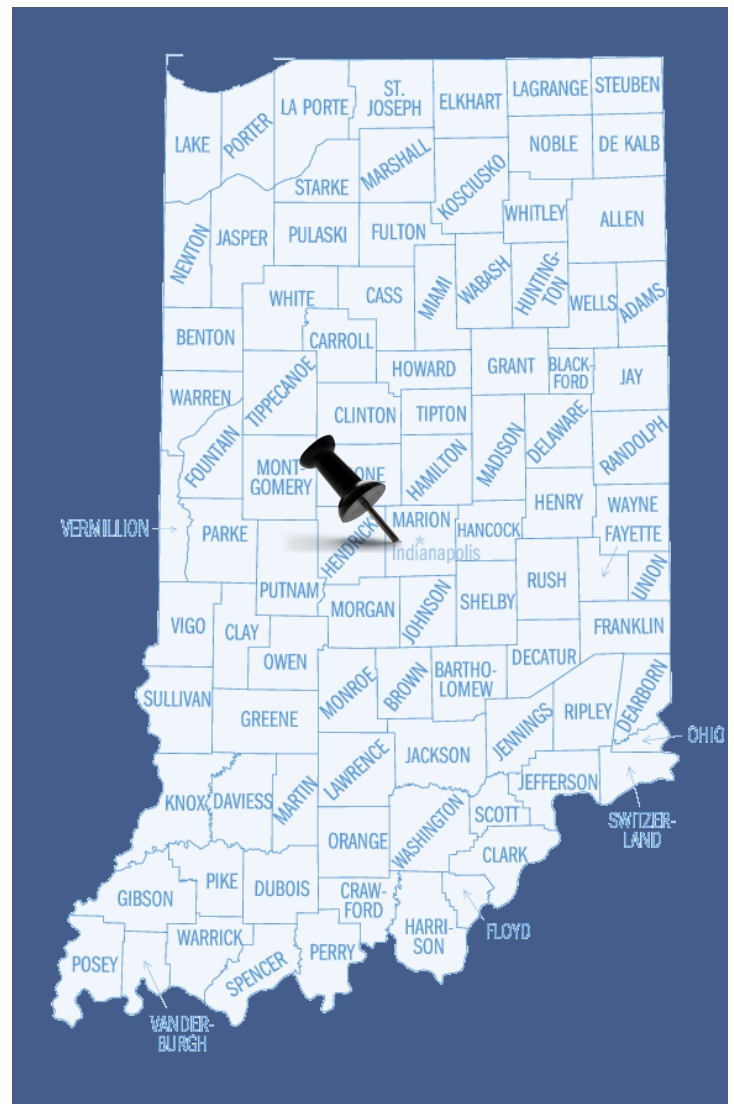 ST.
JOSEPH
LAGRANGE
STEUBEN
LA PORTE
ELKHART
LAKE
PORTER
NOBLE
DE KALB
MARSHALL
STARKE
KOSCIUSKO
WHITLEY
ALLEN
NEWTON
JASPER
PULASKI
FULTON
WHITE
CASS
MIAMI
WABASH
HUNTING-
TON
WELLS
ADAMS
BENTON
CARROLL
HOWARD
GRANT
BLACK-
FORD
JAY
WARREN
TIPPECANOE
CLINTON
TIPTON
FOUNTAIN
MONT-
GOMERY
ONE
HAMILTON
MADISON
DELAWARE
RANDOLPH
VERMILLION
PARKE
HENDRICK
MARION
Indianapolis
HANCOCK
HENRY
WAYNE
FAYETTE
PUTNAM
MORGAN
JOHNSON
SHELBY
RUSH
UNION
VIGO
CLAY
OWEN
FRANKLIN
DECATUR
SULLIVAN
GREENE
MONROE
BROWN
BARTHO-
LOMEW
JENNINGS
RIPLEY
DEARBORN
OHIO
KNOX
DAVIESS
MARTIN
LAWRENCE
JACKSON
JEFFERSON
SWITZER-
LAND
ORANGE
WASHINGTON
SCOTT
CLARK
GIBSON
PIKE
DUBOIS
CRAW-
FORD
HARRI-
SON
FLOYD
POSEY
WARRICK
SPENCER
PERRY
VANDER-
BURGH